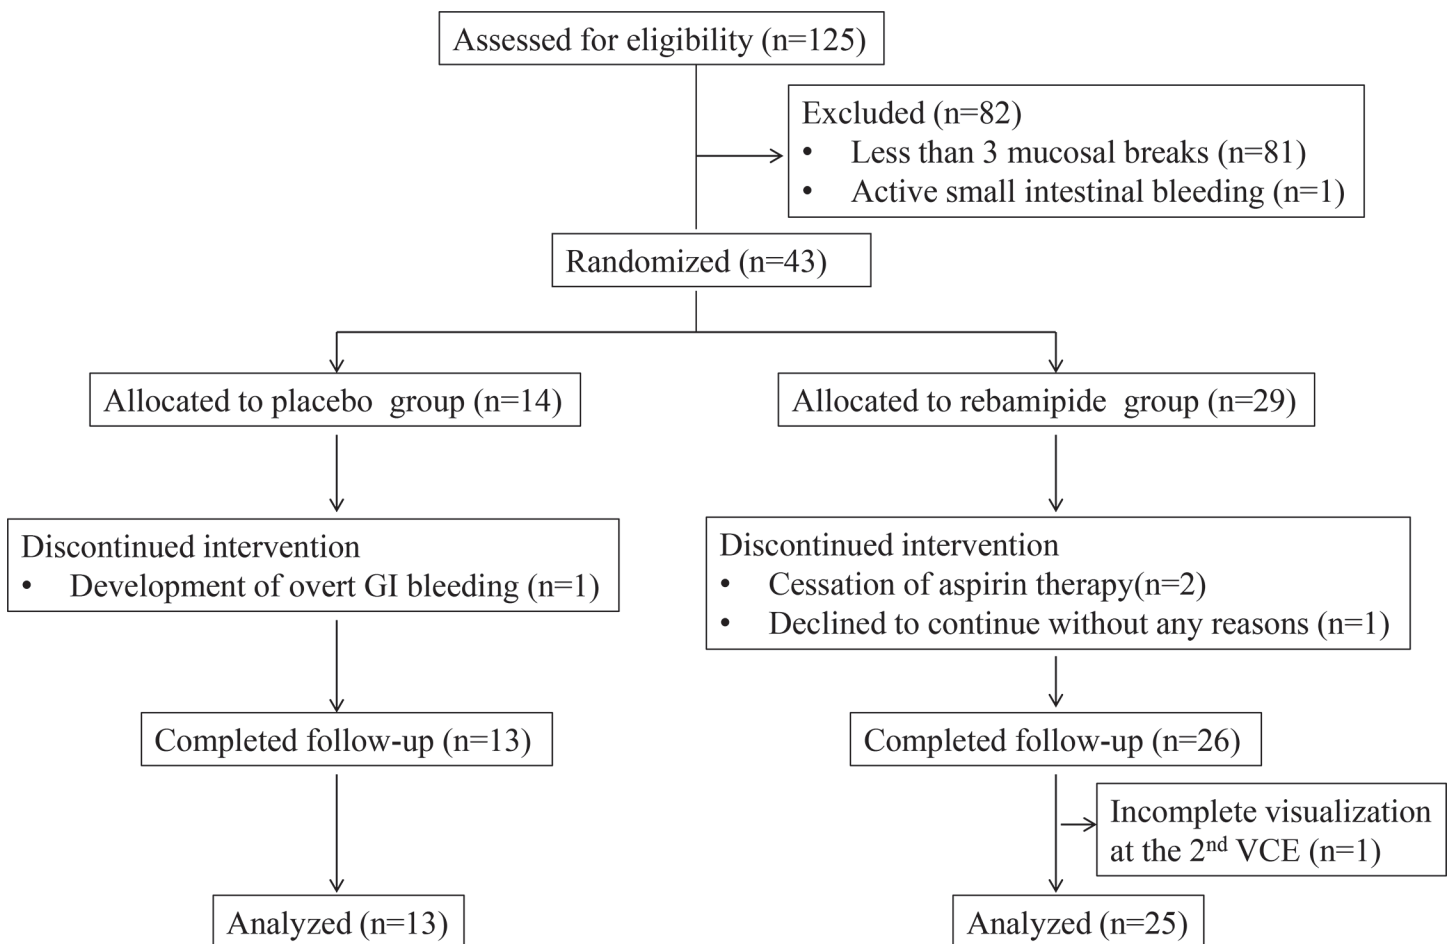 Assessed for eligibility (n=125)
Excluded (n=82)
• Less than 3 mucosal breaks (n=81)
• Active small intestinal bleeding (n=1)
Randomized (n=43)
Allocated to placebo  group (n=14)
Allocated to rebamipide  group (n=29)
Discontinued intervention
• Development of overt GI bleeding (n=1)
Discontinued intervention
• Cessation of aspirin therapy(n=2)
• Declined to continue without any reasons (n=1)
Completed follow-up (n=13)
Completed follow-up (n=26)
Incomplete visualization
at the 2nd VCE (n=1)
Analyzed (n=13)
Analyzed (n=25)